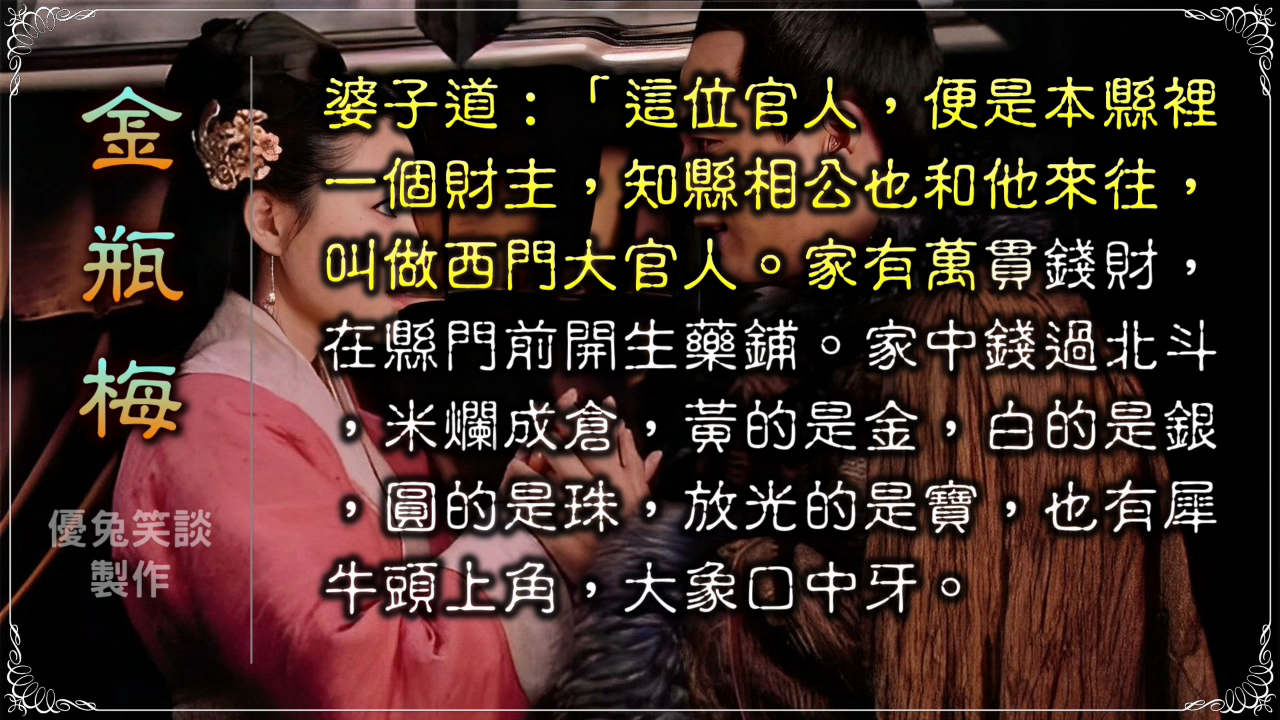 金
瓶
梅
優兔笑談
製作
婆子道：「這位官人，便是本縣裡
一個財主，知縣相公也和他來往，
叫做西門大官人。家有萬貫錢財，
在縣門前開生藥鋪。家中錢過北斗
，米爛成倉，黃的是金，白的是銀
，圓的是珠，放光的是寶，也有犀
牛頭上角，大象口中牙。